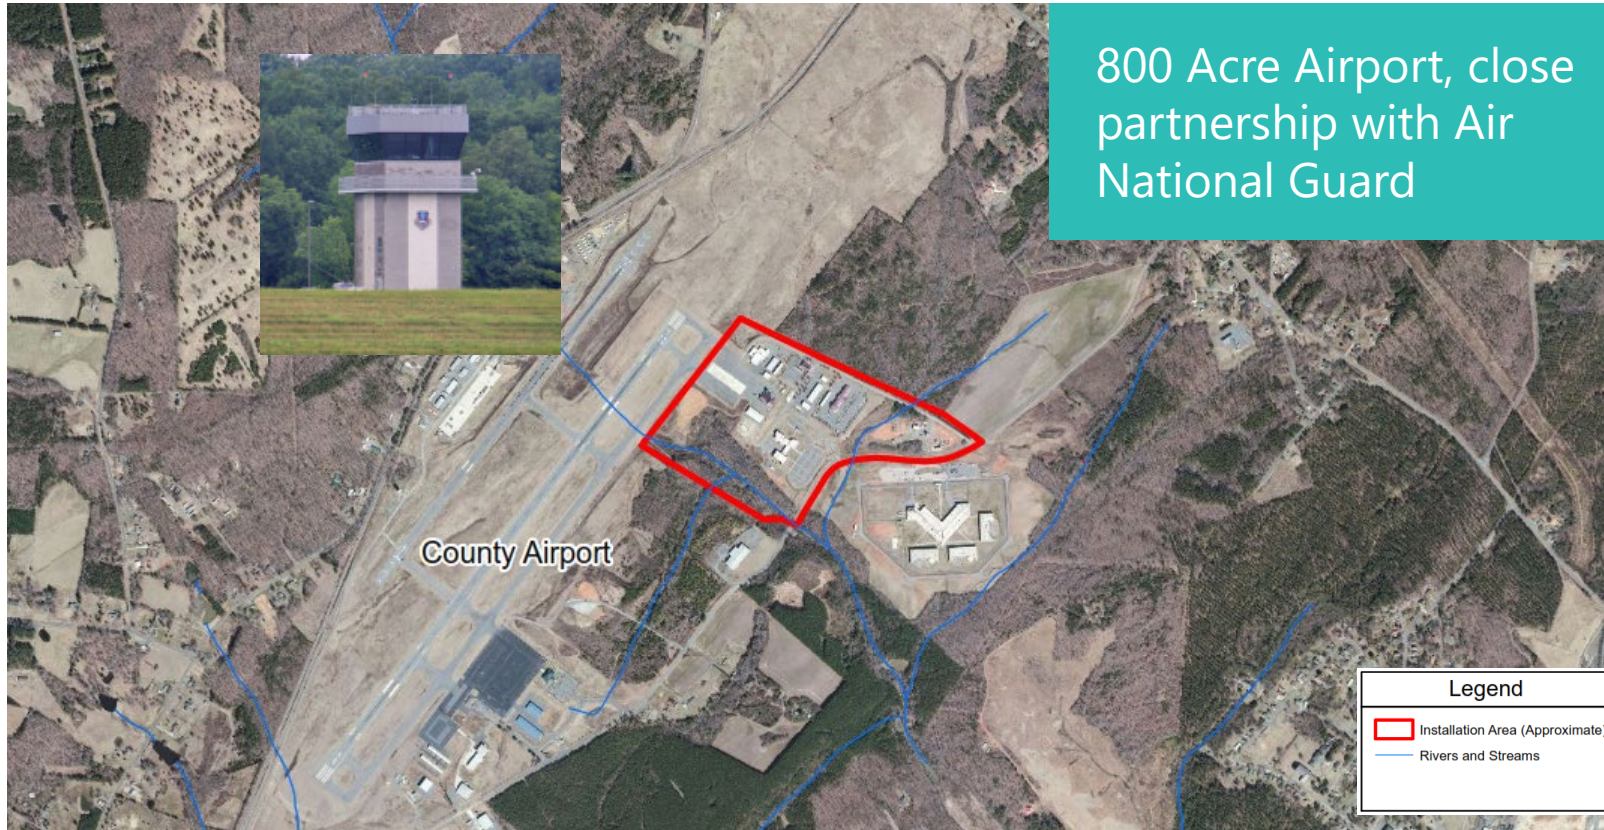 800 Acre Airport, close
partnership with Air
National Guard
County Airport
Legend
Installation Area (Approximate)
Rivers and Streams